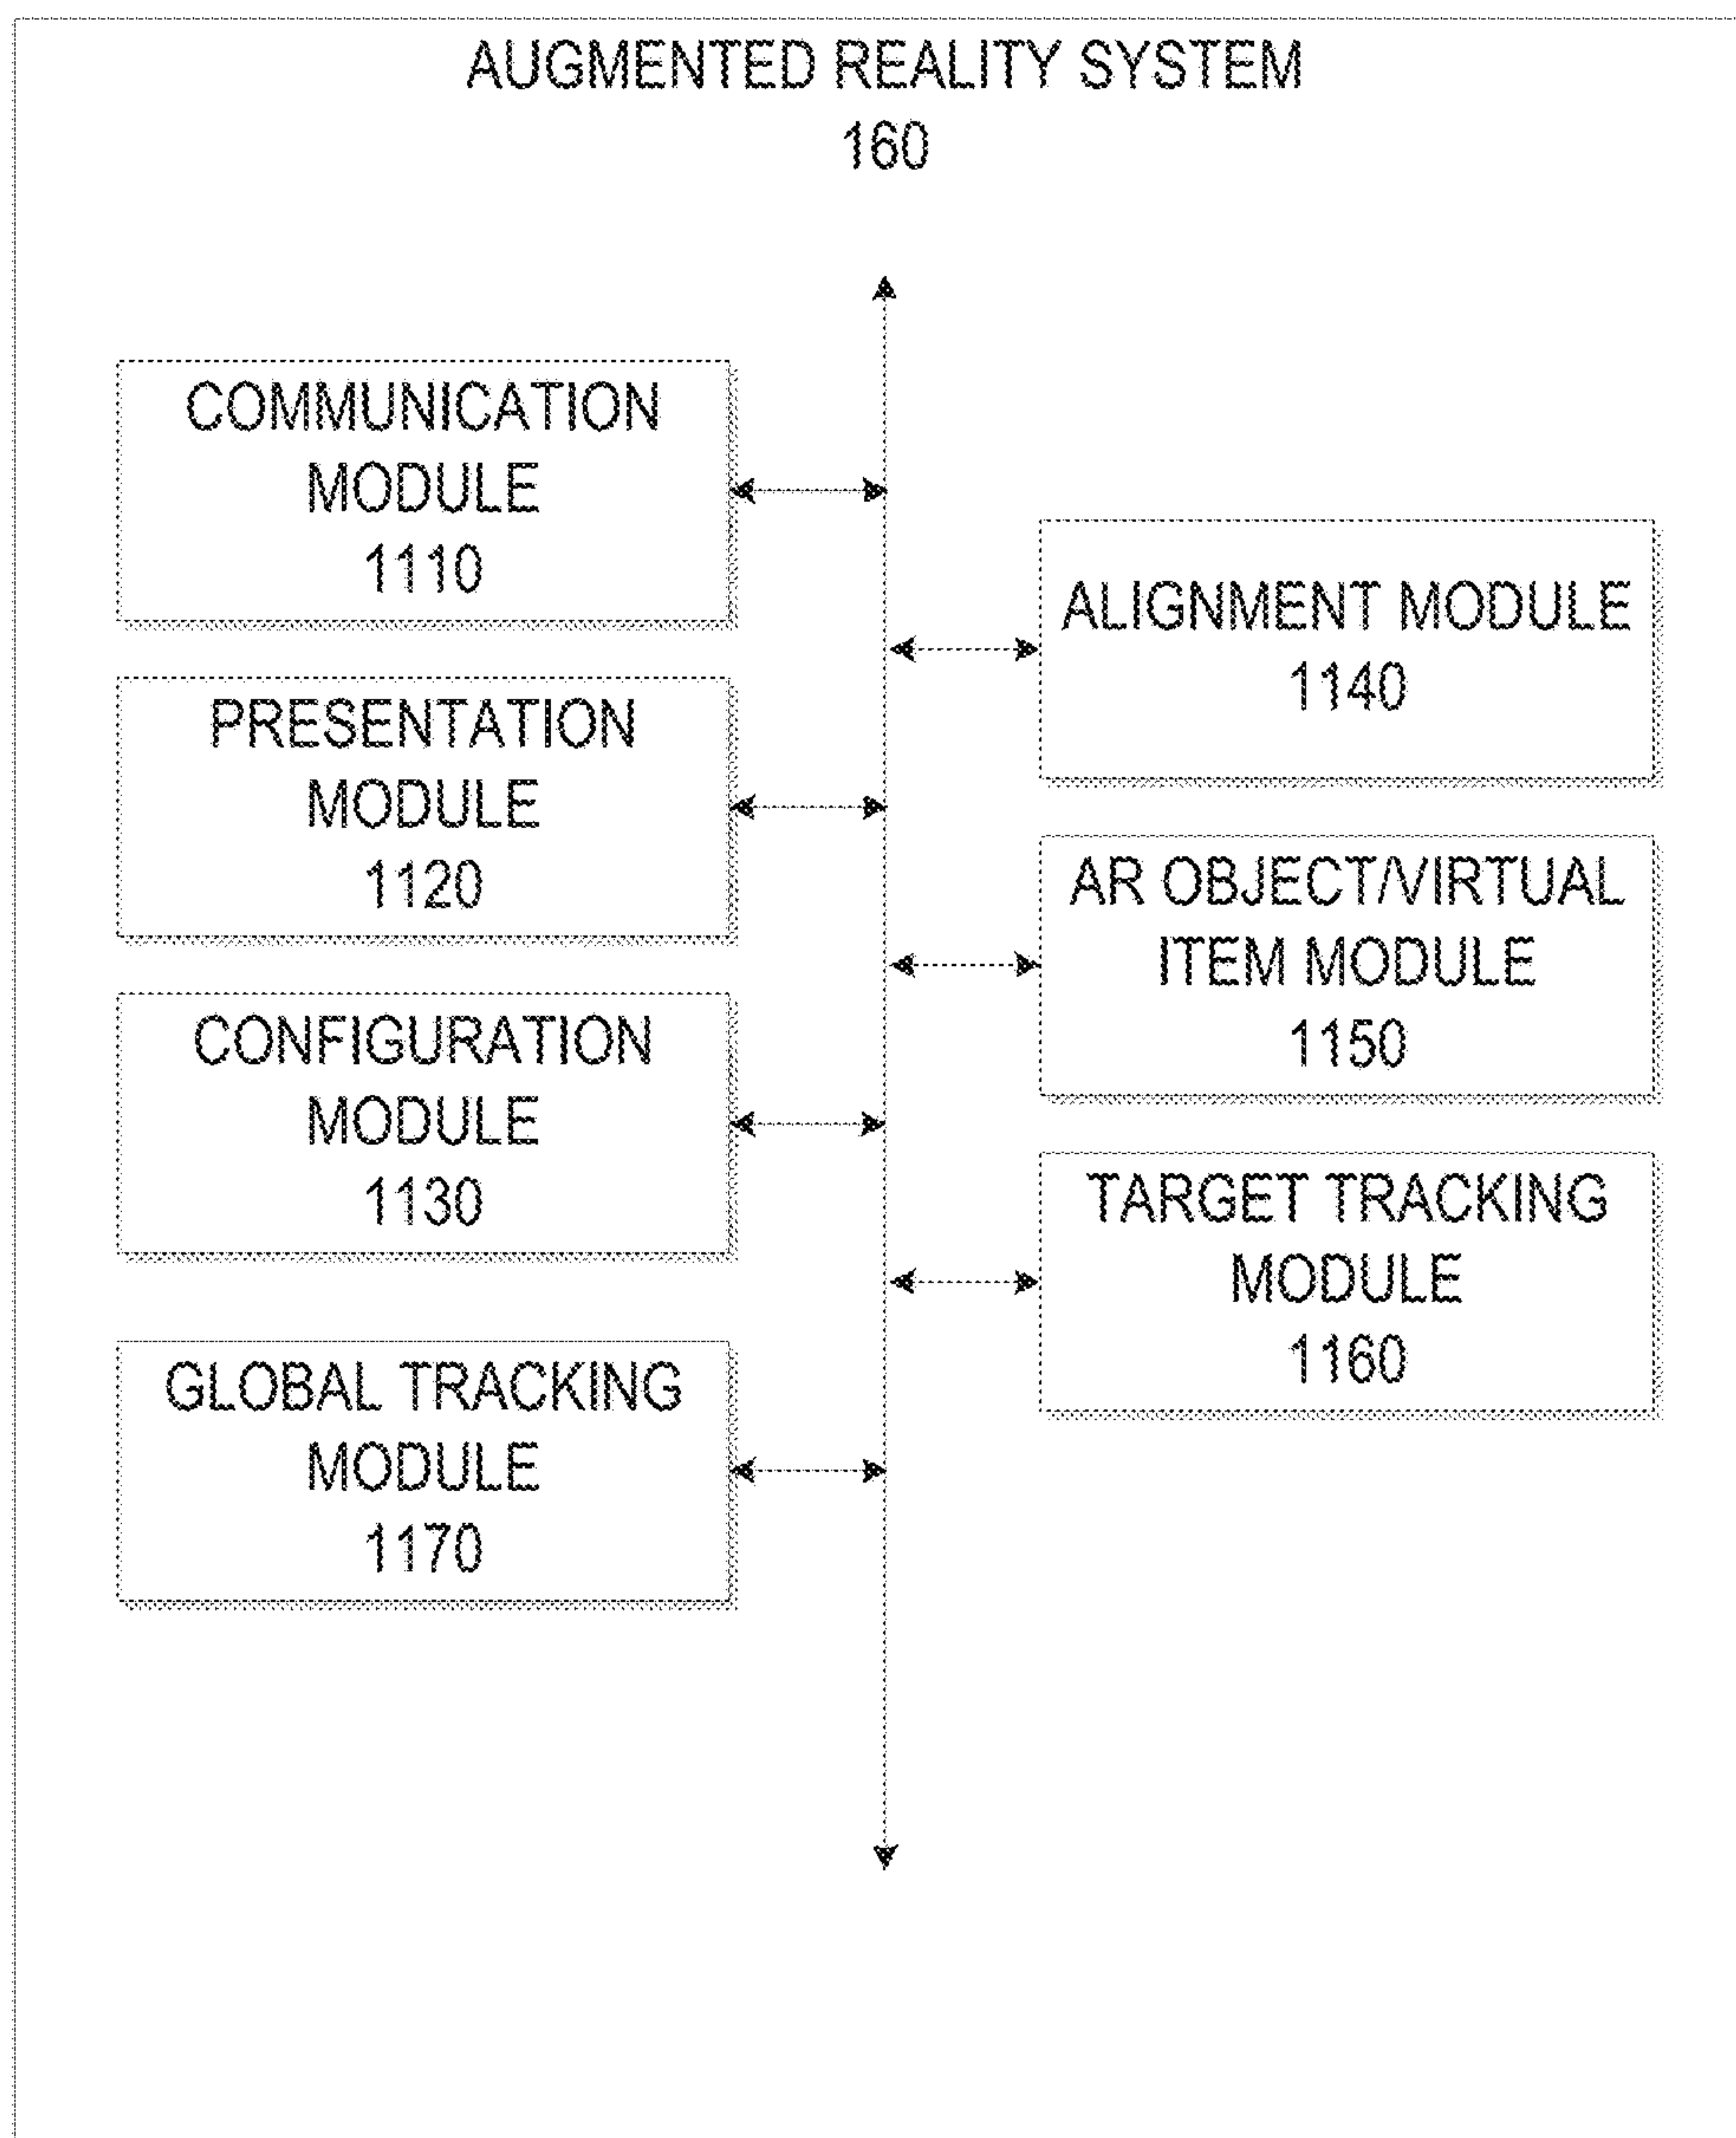 AUGMENTED REALITY SYSTEM
160
COMMUNICATION
MODULE
1110
PRESENTATION
MODULE
1120
CONFIGURATION
MODULE
1130
GLOBAL TRACKING
MODULE
1170
ALIGNMENT MODULE
1140
AR OBJECT/VIRTUAL
ITEM MODULE
1150
TARGET TRACKING
MODULE
1160